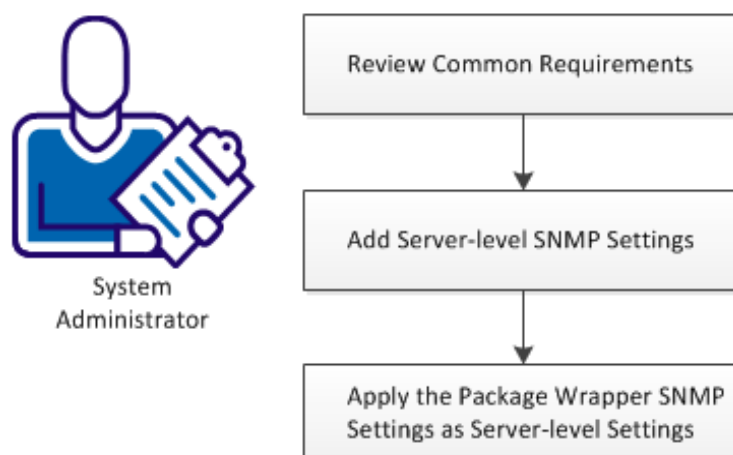 Review Common Requirements
Add Server-level SNMP Settings
System
Administrator
Apply the Package Wrapper SNMP
Settings as Server-level Settings